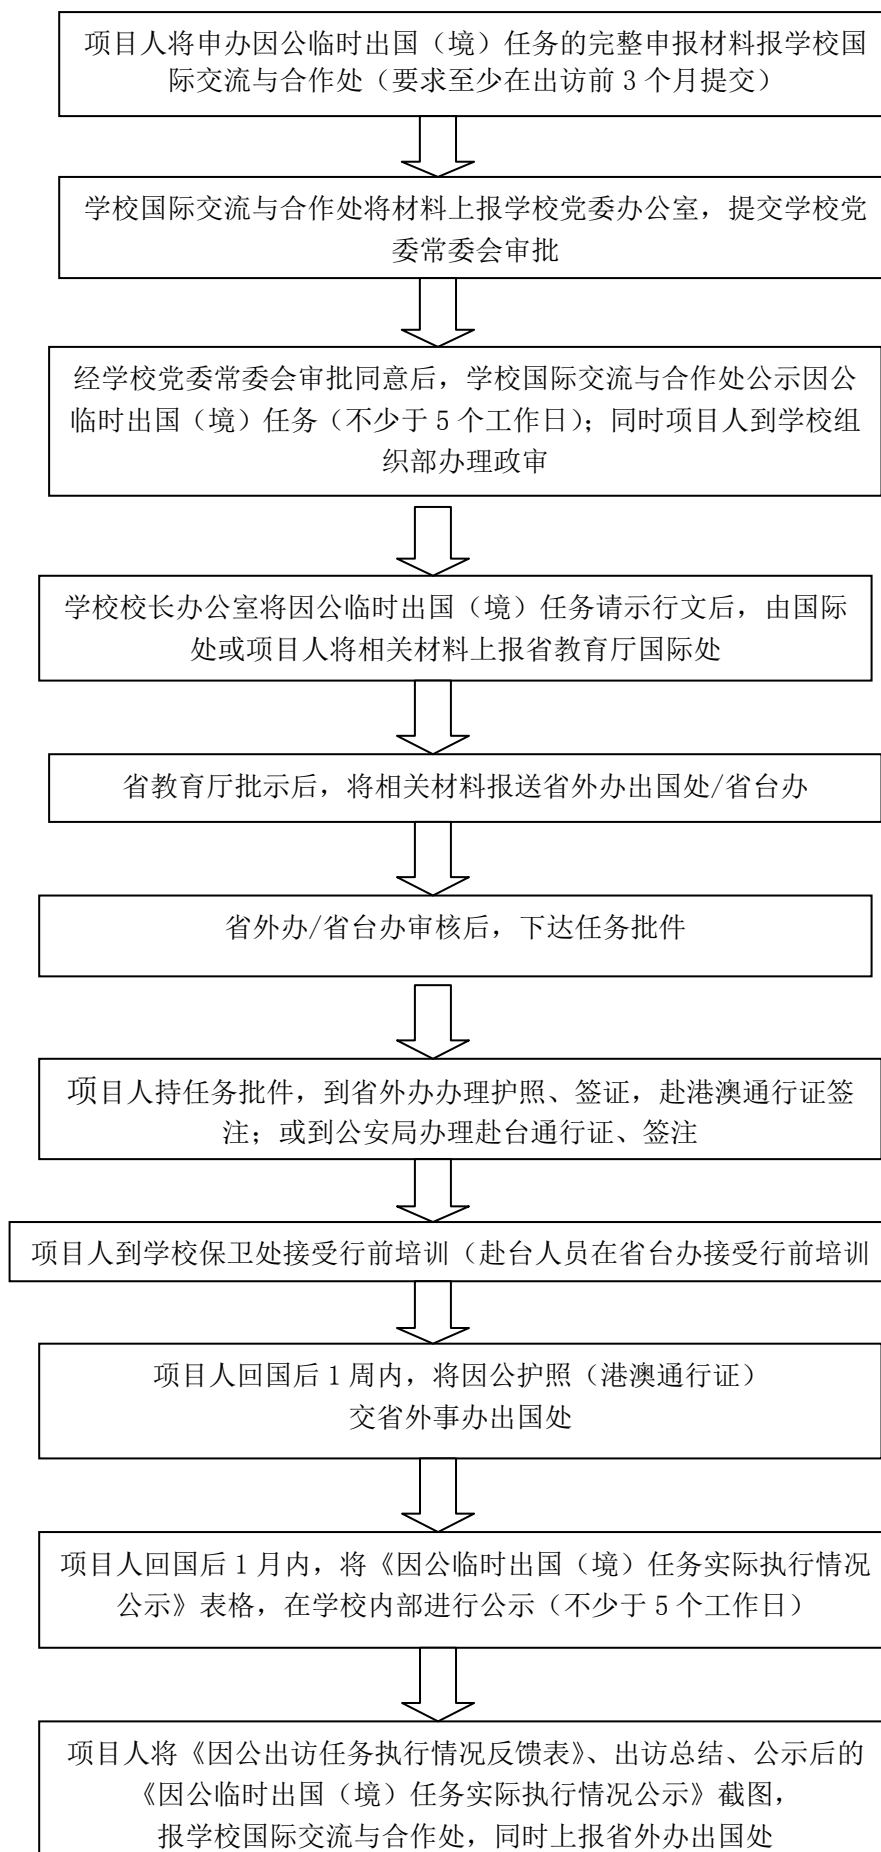 项目人将申办因公临时出国（境）任务的完整申报材料报学校国
际交流与合作处（要求至少在出访前 3 个月提交）
学校国际交流与合作处将材料上报学校党委办公室，提交学校党
委常委会审批
经学校党委常委会审批同意后，学校国际交流与合作处公示因公
临时出国（境）任务（不少于 5 个工作日）；同时项目人到学校组
织部办理政审
学校校长办公室将因公临时出国（境）任务请示行文后，由国际
处或项目人将相关材料上报省教育厅国际处
省教育厅批示后，将相关材料报送省外办出国处/省台办
省外办/省台办审核后，下达任务批件
项目人持任务批件，到省外办办理护照、签证，赴港澳通行证签
注；或到公安局办理赴台通行证、签注
项目人到学校保卫处接受行前培训（赴台人员在省台办接受行前培训
项目人回国后 1 周内，将因公护照（港澳通行证）
交省外事办出国处
项目人回国后 1 月内，将《因公临时出国（境）任务实际执行情况
公示》表格，在学校内部进行公示（不少于 5 个工作日）
项目人将《因公出访任务执行情况反馈表》、出访总结、公示后的
《因公临时出国（境）任务实际执行情况公示》截图，
报学校国际交流与合作处，同时上报省外办出国处